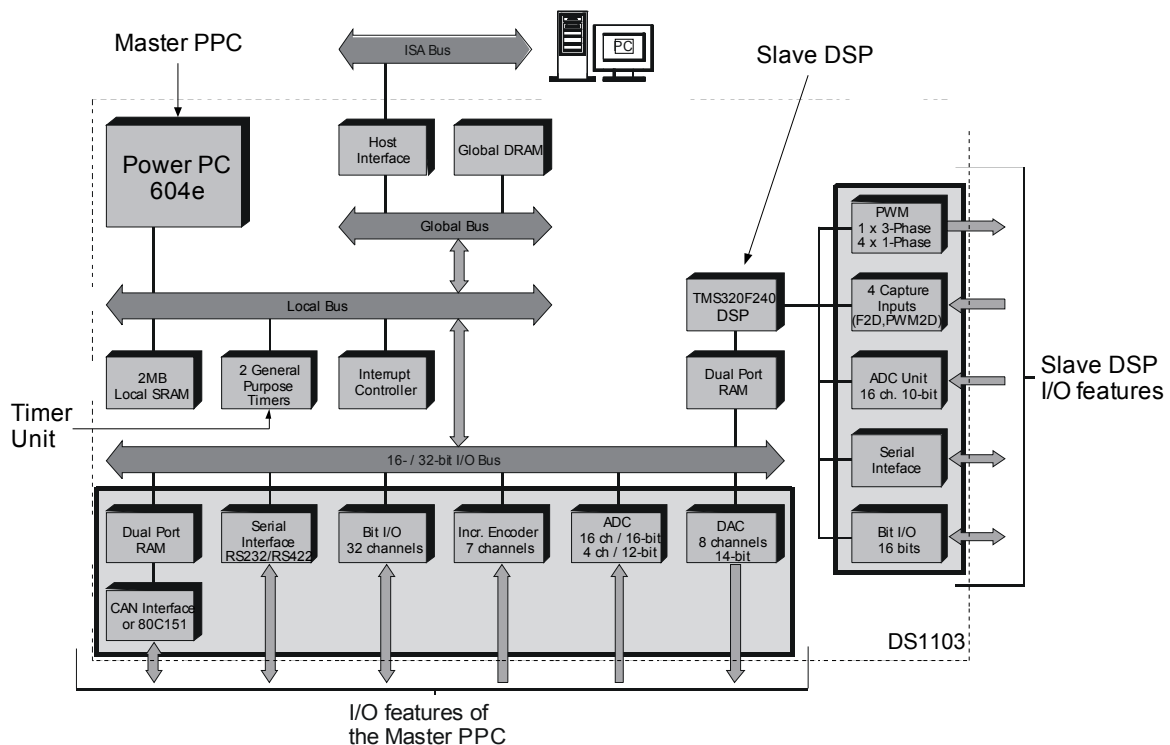 Master PPC
ISA Bus
PC
Slave DSP
Power PC
604e
Host
Interface
Global DRAM
Global Bus
PWM
1 x 3-Phase
4 x 1-Phase
Local Bus
TMS320F240
DSP
4 Capture
Inputs
(F2D,PWM2D)
2MB
Local SRAM
2 General
Purpose
Timers
Interrupt
Controller
Dual Port
RAM
ADC Unit
16 ch. 10-bit
Slave DSP
I/O features
Timer
Unit
16- / 32-bit I/O Bus
Serial
Inteface
Dual Port
RAM
Serial
Interface
RS232/RS422
Bit I/O
32 channels
Incr. Encoder
7 channels
ADC
16 ch / 16-bit
4 ch / 12-bit
DAC
8 channels
14-bit
Bit I/O
16 bits
CAN Interface
or 80C151
DS1103
I/O features of
the Master PPC